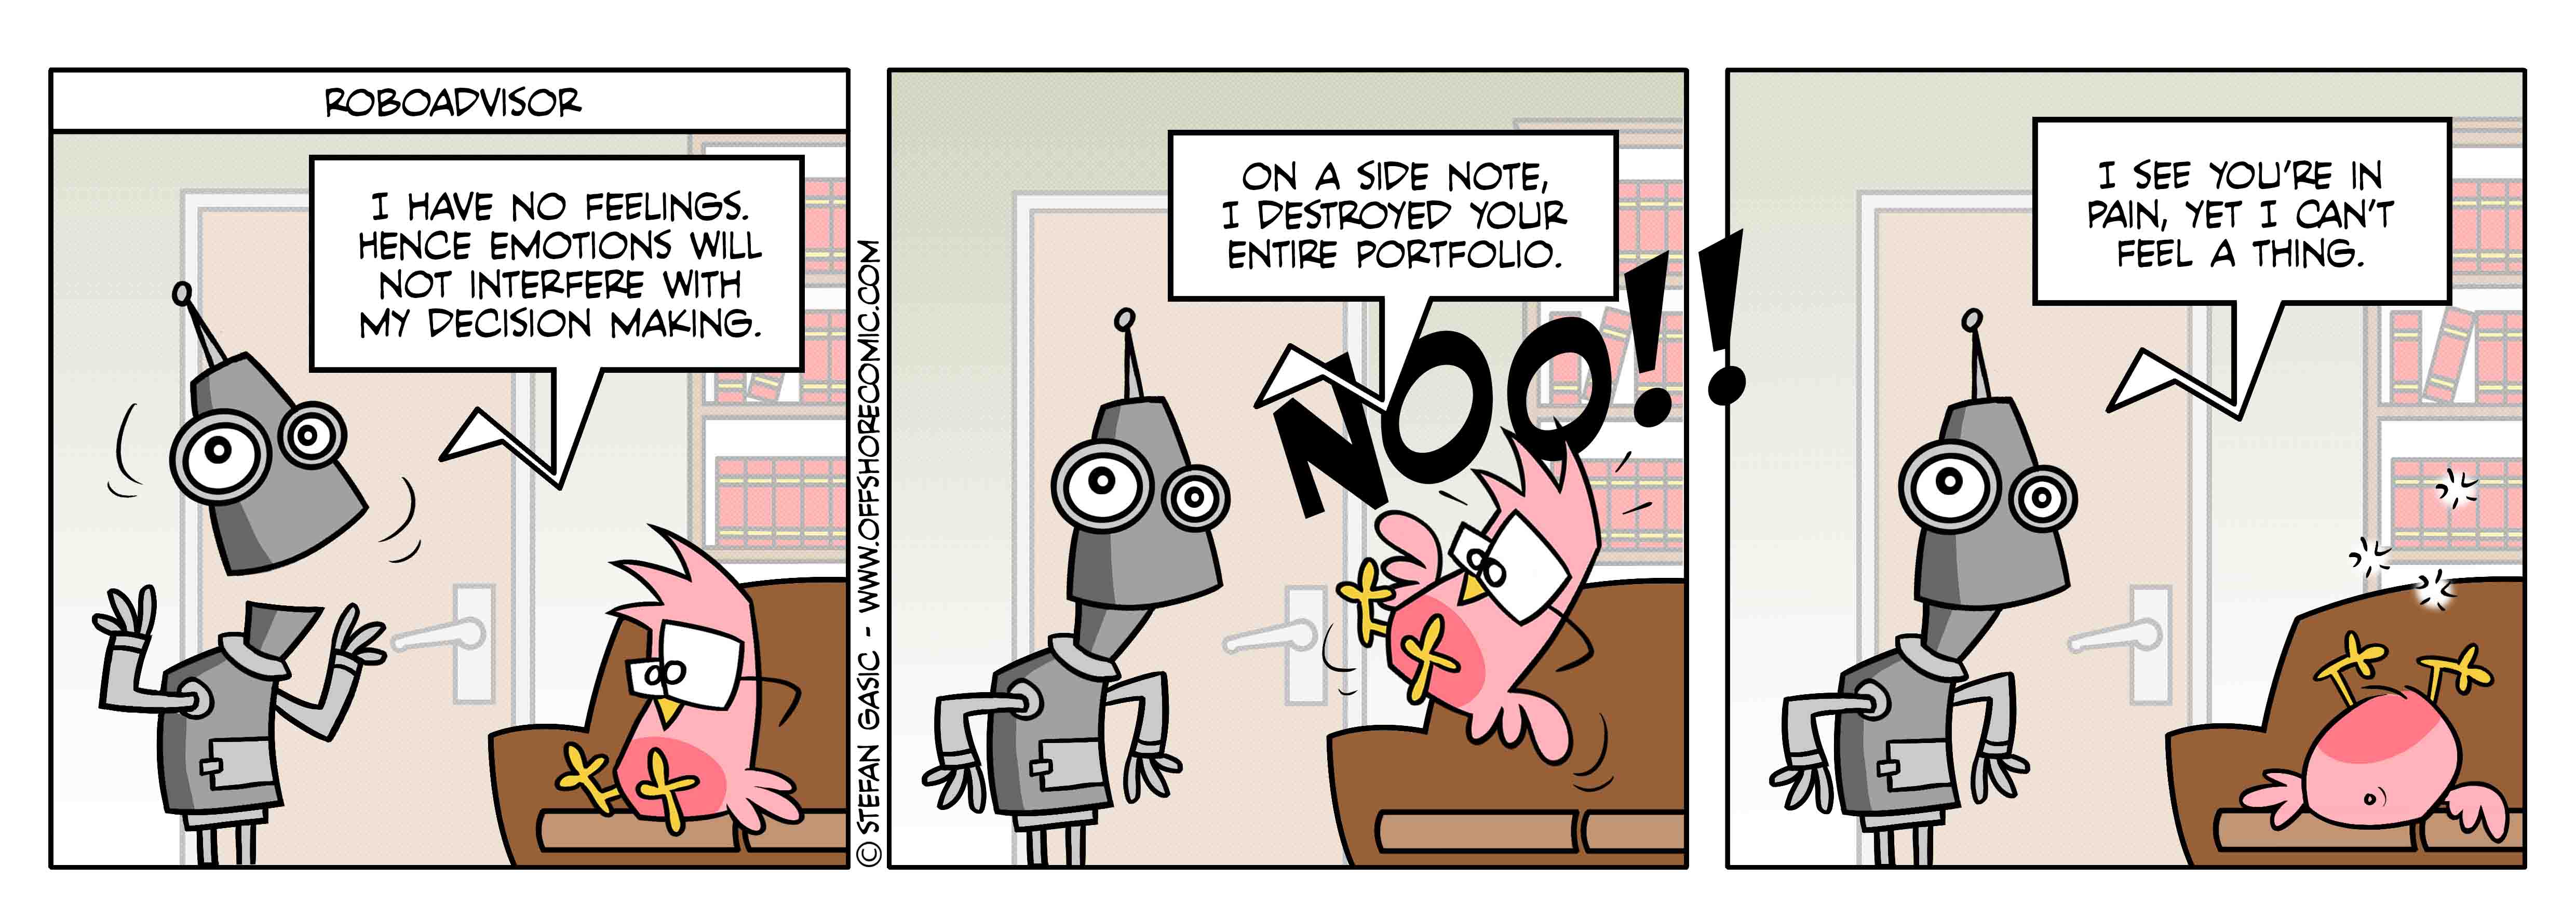 ROBOADVISOR
I HAVE NO FEELINGS.
HENCE EMOTIONS WILL
NOT INTERFERE WITH
MY DECISION MAKING.
© STEFAN GASIC - WWW.OFFSHORECOMIC.COM
ON A SIDE NOTE,
I DESTROYED YOUR
ENTIRE PORTFOLIO.
NOO!!
I SEE YOU'RE IN
PAIN, YET I CAN'T
FEEL A THING.